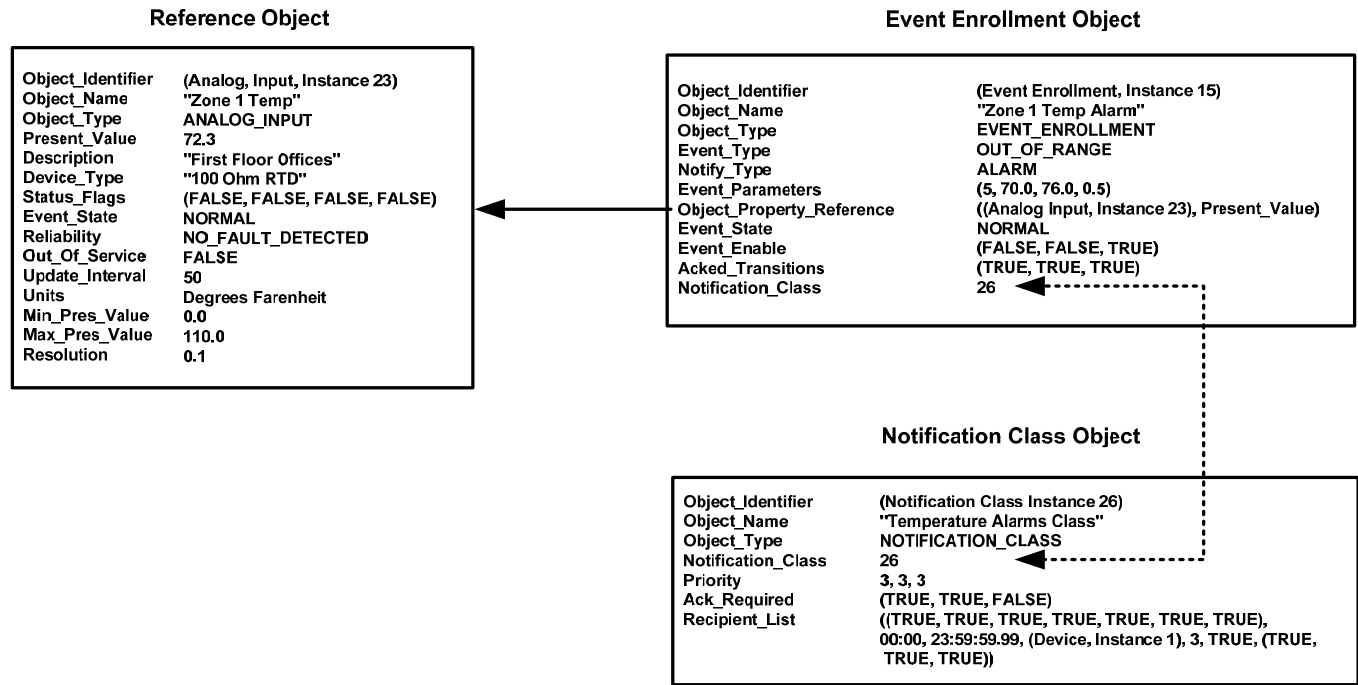 Reference Object
Object_Identifier (Analog, Input, Instance 23)
Object_Name "Zone 1 Temp"
Object_Type ANALOG_INPUT
Present_Value 72.3
Description "First Floor Offices"
Device_Type "100 Ohm RTD"
Status_Flags (FALSE, FALSE, FALSE, FALSE)
Event_State NORMAL
Reliability NO_FAULT_DETECTED
Out_Of_Service FALSE
Update_Interval 50
Units Degrees Farenheit
Min_Pres_Value 0.0
Max_Pres_Value 110.0
Resolution 0.1
Event Enrollment Object
Object_Identifier (Event Enrollment, Instance 15)
Object_Name "Zone 1 Temp Alarm"
Object_Type EVENT_ENROLLMENT
Event_Type OUT_OF_RANGE
Notify_Type ALARM
Event_Parameters (5, 70.0, 76.0, 0.5)
Object_Property_Reference ((Analog Input, Instance 23), Present_Value)
Event_State NORMAL
Event_Enable (FALSE, FALSE, TRUE)
Acked_Transitions (TRUE, TRUE, TRUE)
Notification_Class 26
Notification Class Object
Object_Identifier (Notification Class Instance 26)
Object_Name "Temperature Alarms Class"
Object_Type NOTIFICATION_CLASS
Notification_Class 26
Priority 3, 3, 3
Ack_Required (TRUE, TRUE, FALSE)
Recipient_List ((TRUE, TRUE, TRUE, TRUE, TRUE, TRUE, TRUE),
00:00, 23:59:59.99, (Device, Instance 1), 3, TRUE, (TRUE,
TRUE, TRUE))